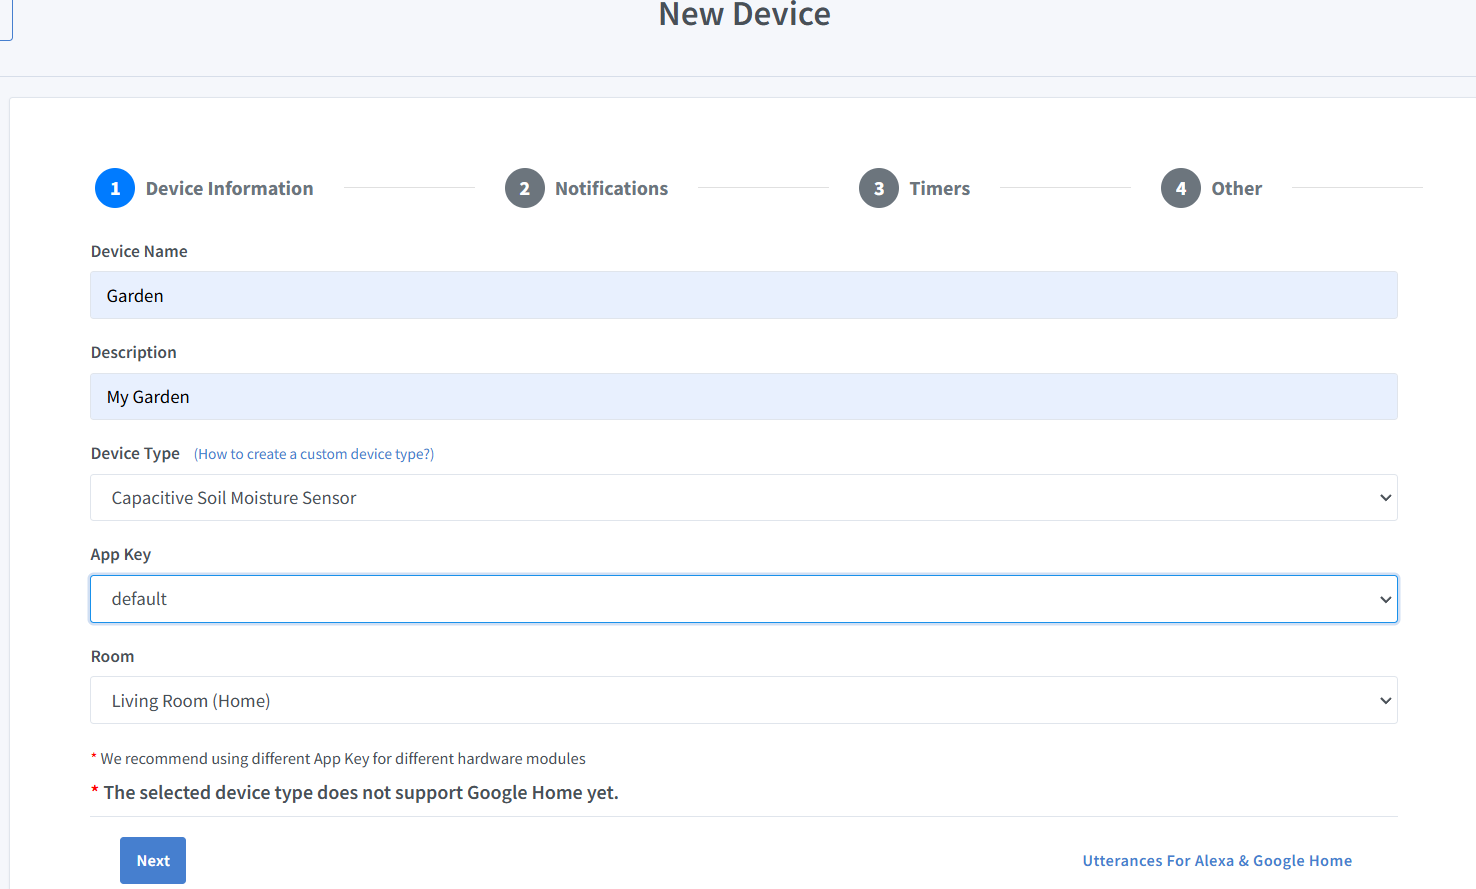 New Device
1 Device Information 2 Notifications 3 Timers 4 Other
Device Name
Garden
Description
My Garden
Device Type (How to create a custom device type?)
Capacitive Soil Moisture Sensor
App Key
default
Room
Living Room (Home)
* We recommend using different App Key for different hardware modules
* The selected device type does not support Google Home yet.
Next Utterances For Alexa & Google Home